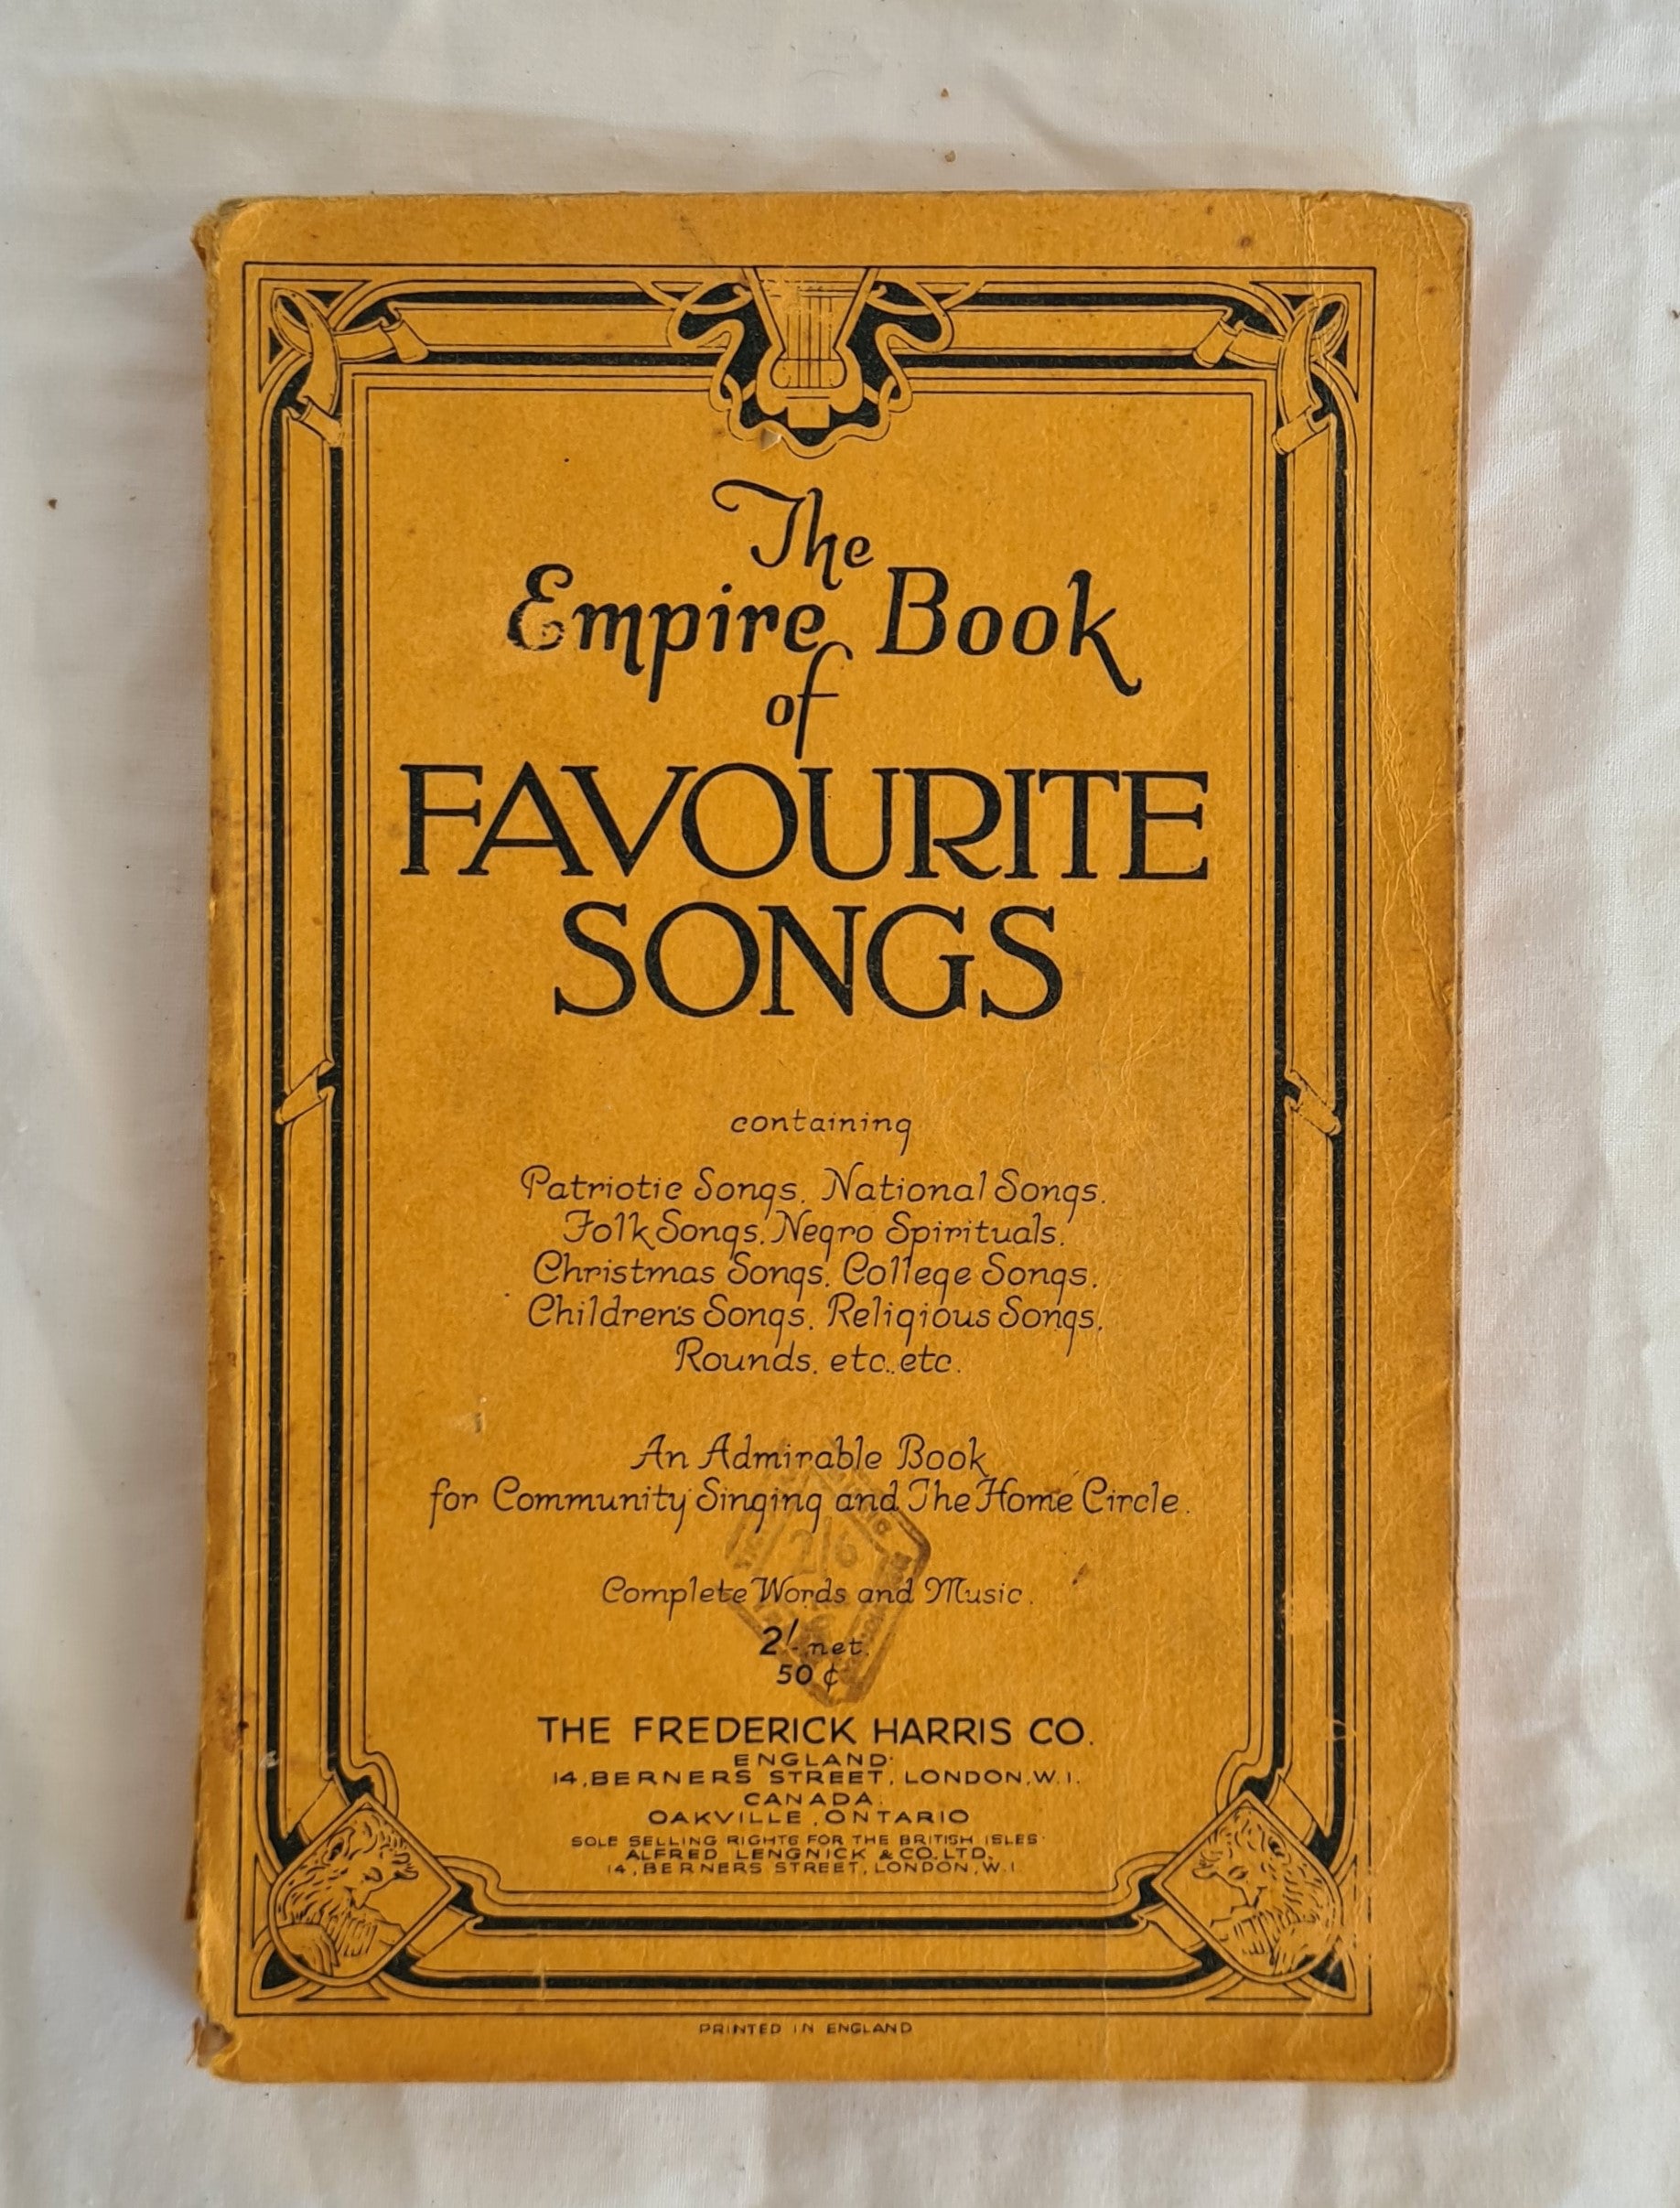 The
Empire Book
of
FAVOURITE
SONGS
containing
Patriotic Songs. National Songs.
Folk Songs. Negro Spirituals.
Christmas Songs. College Songs.
Children's Songs. Religious Songs.
Rounds. etc. etc.
An Admirable Book
for Community Singing and The Home Circle.
2/6
Complete Words and Music.
2/- net.
50 ¢
THE FREDERICK HARRIS CO.
ENGLAND
14, BERNERS STREET, LONDON, W.1.
CANADA
OAKVILLE, ONTARIO
SOLE SELLING RIGHTS FOR THE BRITISH ISLES
ALFRED LENGNICK & CO. LTD.
14, BERNERS STREET, LONDON, W.1
PRINTED IN ENGLAND